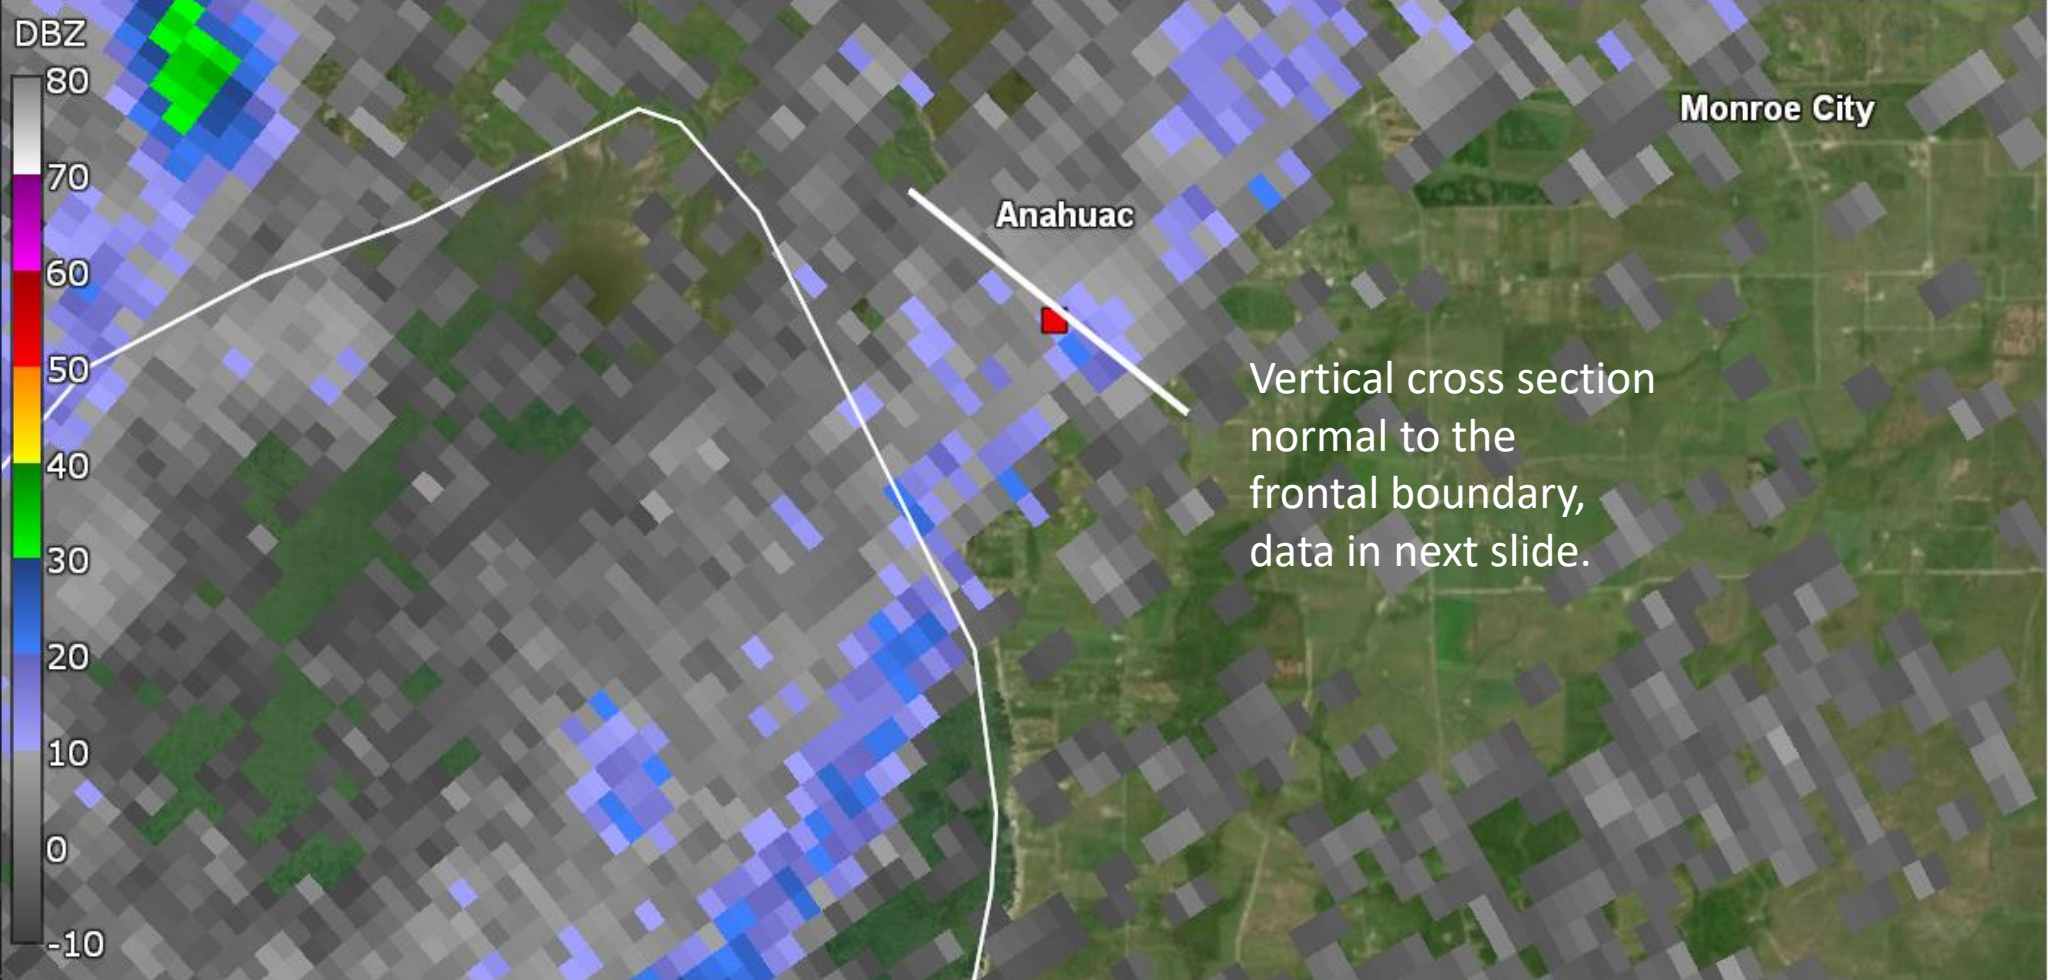 DBZ
80
70
60
50
40
30
20
10
0
-10
Monroe City
Anahuac
Vertical cross section
normal to the
frontal boundary,
data in next slide.